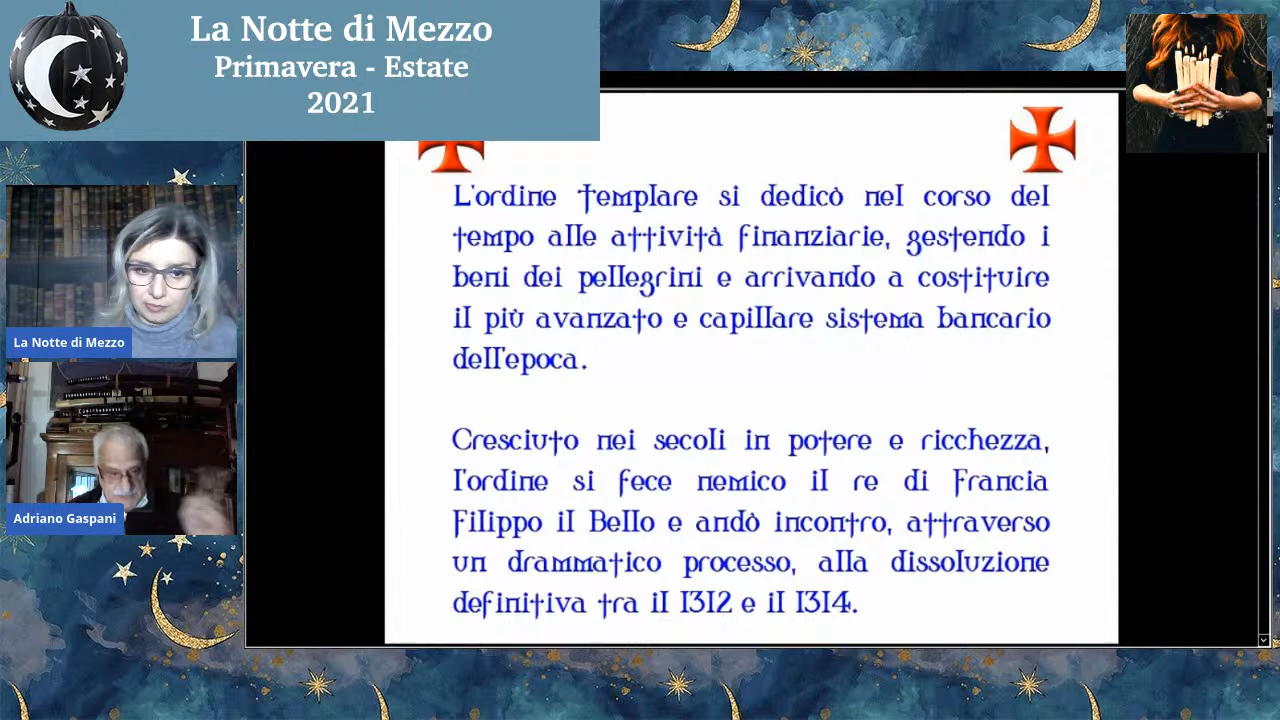 La Notte di Mezzo
Primavera - Estate
2021
L'ordine templare si dedicò nel corso del
tempo alle attività finanziarie, gestendo i
beni dei pellegrini e arrivando a costituire
il più avanzato e capillare sistema bancario
dell'epoca.
Cresciuto nei secoli in potere e ricchezza,
l'ordine si fece nemico il re di Francia
Filippo il Bello e andò incontro, attraverso
un drammatico processo, alla dissoluzione
definitiva tra il 1312 e il 1314.
La Notte di Mezzo
Adriano Gaspani